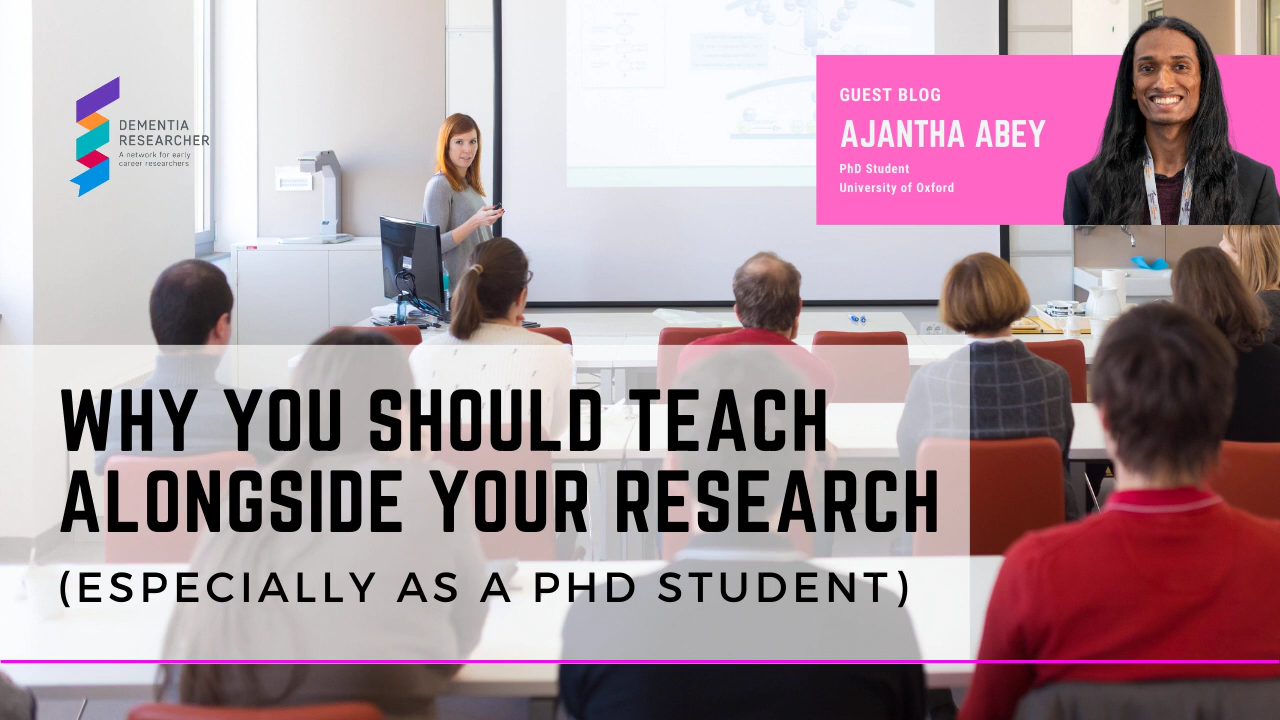 DEMENTIA
RESEARCHER
A network for early
career researchers
GUEST BLOG
AJANTHA ABEY
PhD Student
University of Oxford
WHY YOU SHOULD TEACH
ALONGSIDE YOUR RESEARCH
(ESPECIALLY AS A PHD STUDENT)